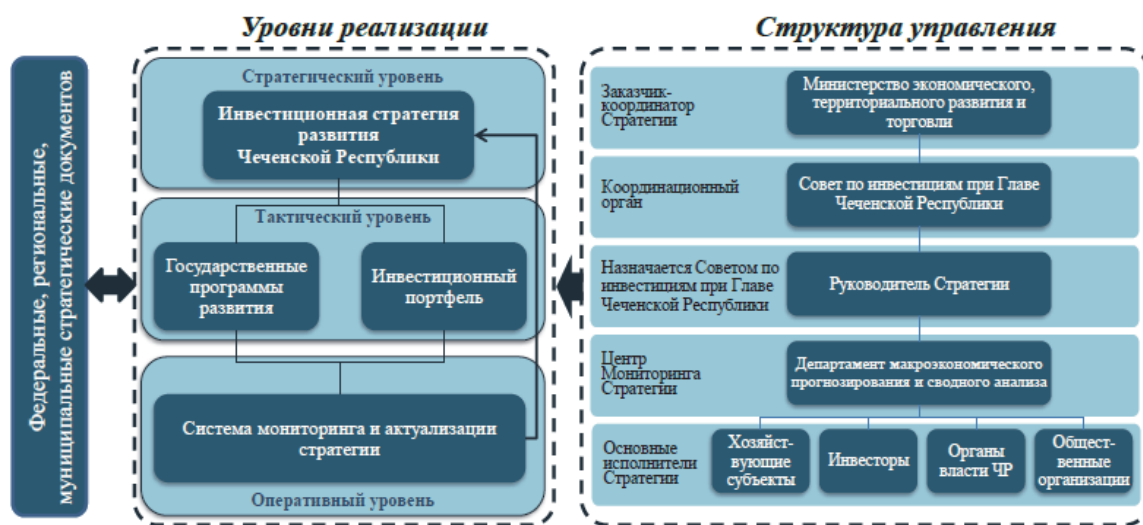 Уровни реализации
Структура управления
Федеральные, региональные,
муниципальные стратегические документов
Стратегический уровень
Инвестиционная стратегия
развития
Чеченской Республики
Тактический уровень
Государственные
программы
развития
Инвестиционный
портфель
Система мониторинга и актуализации
стратегии
Оперативный уровень
Заказчик-
координатор
Стратегии
Министерство экономического,
территориального развития и
торговли
Координационный
орган
Совет по инвестициям при Главе
Чеченской Республики
Назначается Советом по
инвестициям при Главе
Чеченской Республики
Руководитель Стратегии
Центр
Мониторинга
Стратегии
Департамент макроэкономического
прогнозирования и сводного анализа
Основные
исполнители
Стратегии
Хозяйст-
вующие
субъекты
Инвесторы
Органы
власти ЧР
Общест-
венные
организации